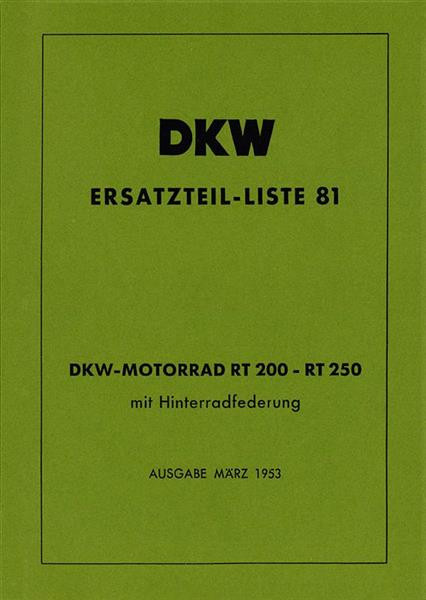 DKW
ERSATZTEIL-LISTE 81
DKW-MOTORRAD RT 200 - RT 250
mit Hinterradfederung
AUSGABE MÄRZ 1953